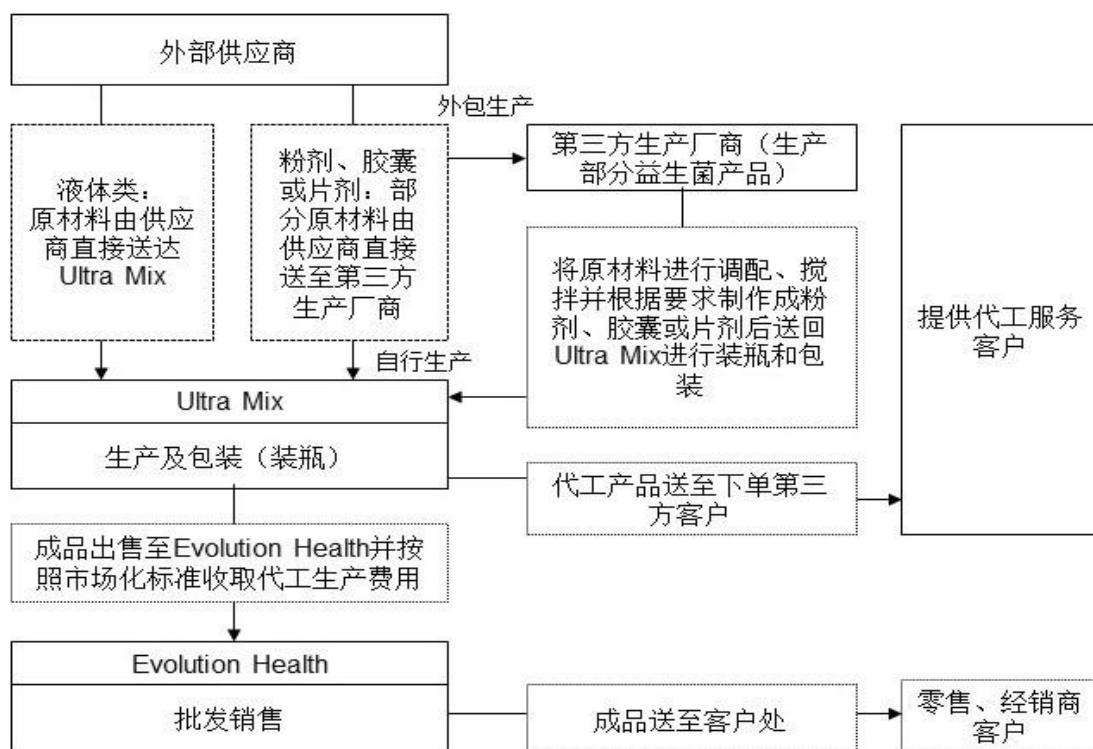 外部供应商
外包生产
液体类：
原材料由供应
商直接送达
Ultra Mix
粉剂、胶囊
或片剂：部
分原材料由
供应商直接
送至第三方
生产厂商
第三方生产厂商（生产
部分益生菌产品）
将原材料进行调配、搅
拌并根据要求制作成粉
剂、胶囊或片剂后送回
Ultra Mix进行装瓶和包
装
提供代工服务
客户
自行生产
Ultra Mix
生产及包装（装瓶）
代工产品送至下单第三
方客户
成品出售至Evolution Health并按
照市场化标准收取代工生产费用
Evolution Health
批发销售
成品送至客户处
零售、经销商
客户